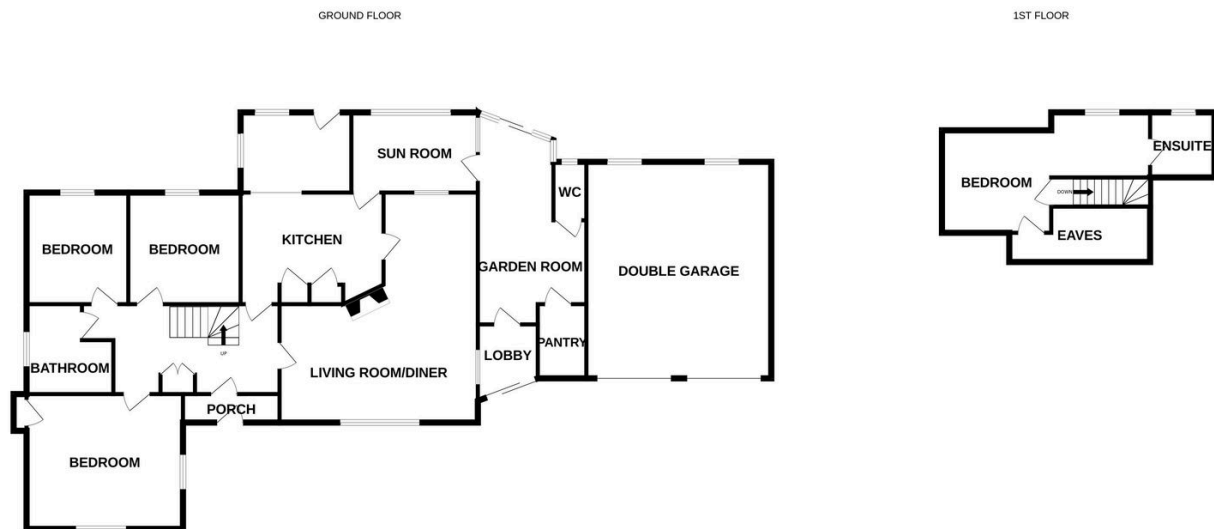 GROUND FLOOR
1ST FLOOR
SUN ROOM
WC
BEDROOM
BEDROOM
KITCHEN
GARDEN ROOM
DOUBLE GARAGE
UP
BATHROOM
LIVING ROOM/DINER
LOBBY
PANTRY
PORCH
BEDROOM
ENSUITE
BEDROOM
DOWN
EAVES